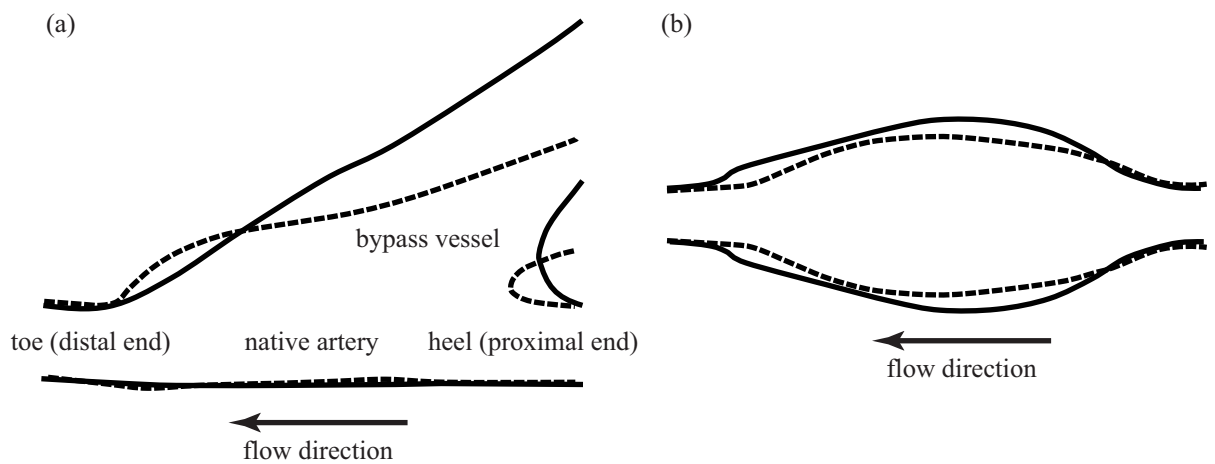 (a)
(b)
bypass vessel
toe (distal end) native artery heel (proximal end)
flow direction
flow direction